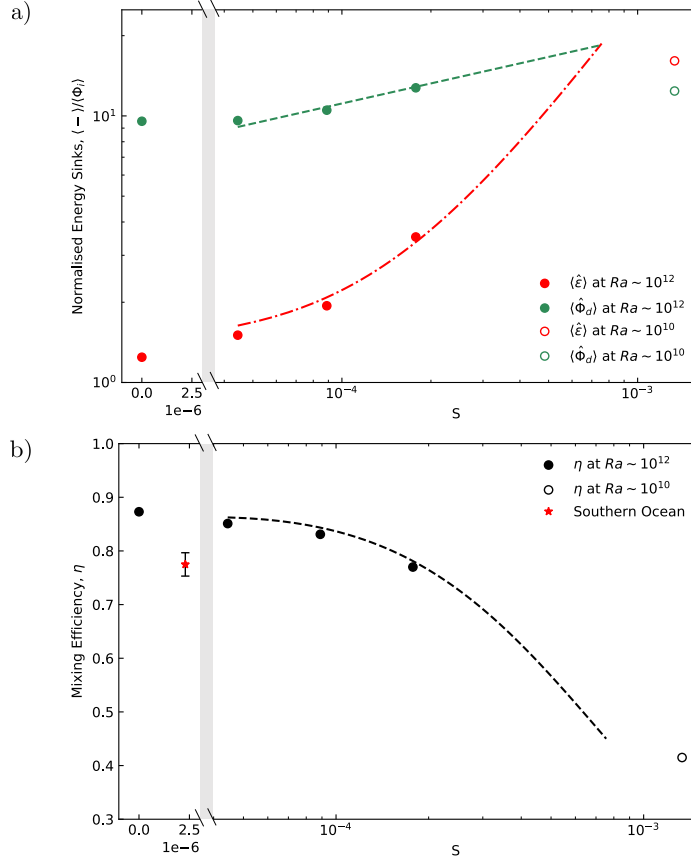 a)
Normalised Energy Sinks, ⟨−⟩/⟨Φᵢ⟩
10¹
10⁰
⟨ε̂⟩ at Ra ~ 10¹²
⟨Φ̂_d⟩ at Ra ~ 10¹²
⟨ε̂⟩ at Ra ~ 10¹⁰
⟨Φ̂_d⟩ at Ra ~ 10¹⁰
0.0 2.5 10⁻⁴ 10⁻³
1e-6
S
b)
Mixing Efficiency, η
1.0
0.9
0.8
0.7
0.6
0.5
0.4
0.3
η at Ra ~ 10¹²
η at Ra ~ 10¹⁰
Southern Ocean
0.0 2.5 10⁻⁴ 10⁻³
1e-6
S